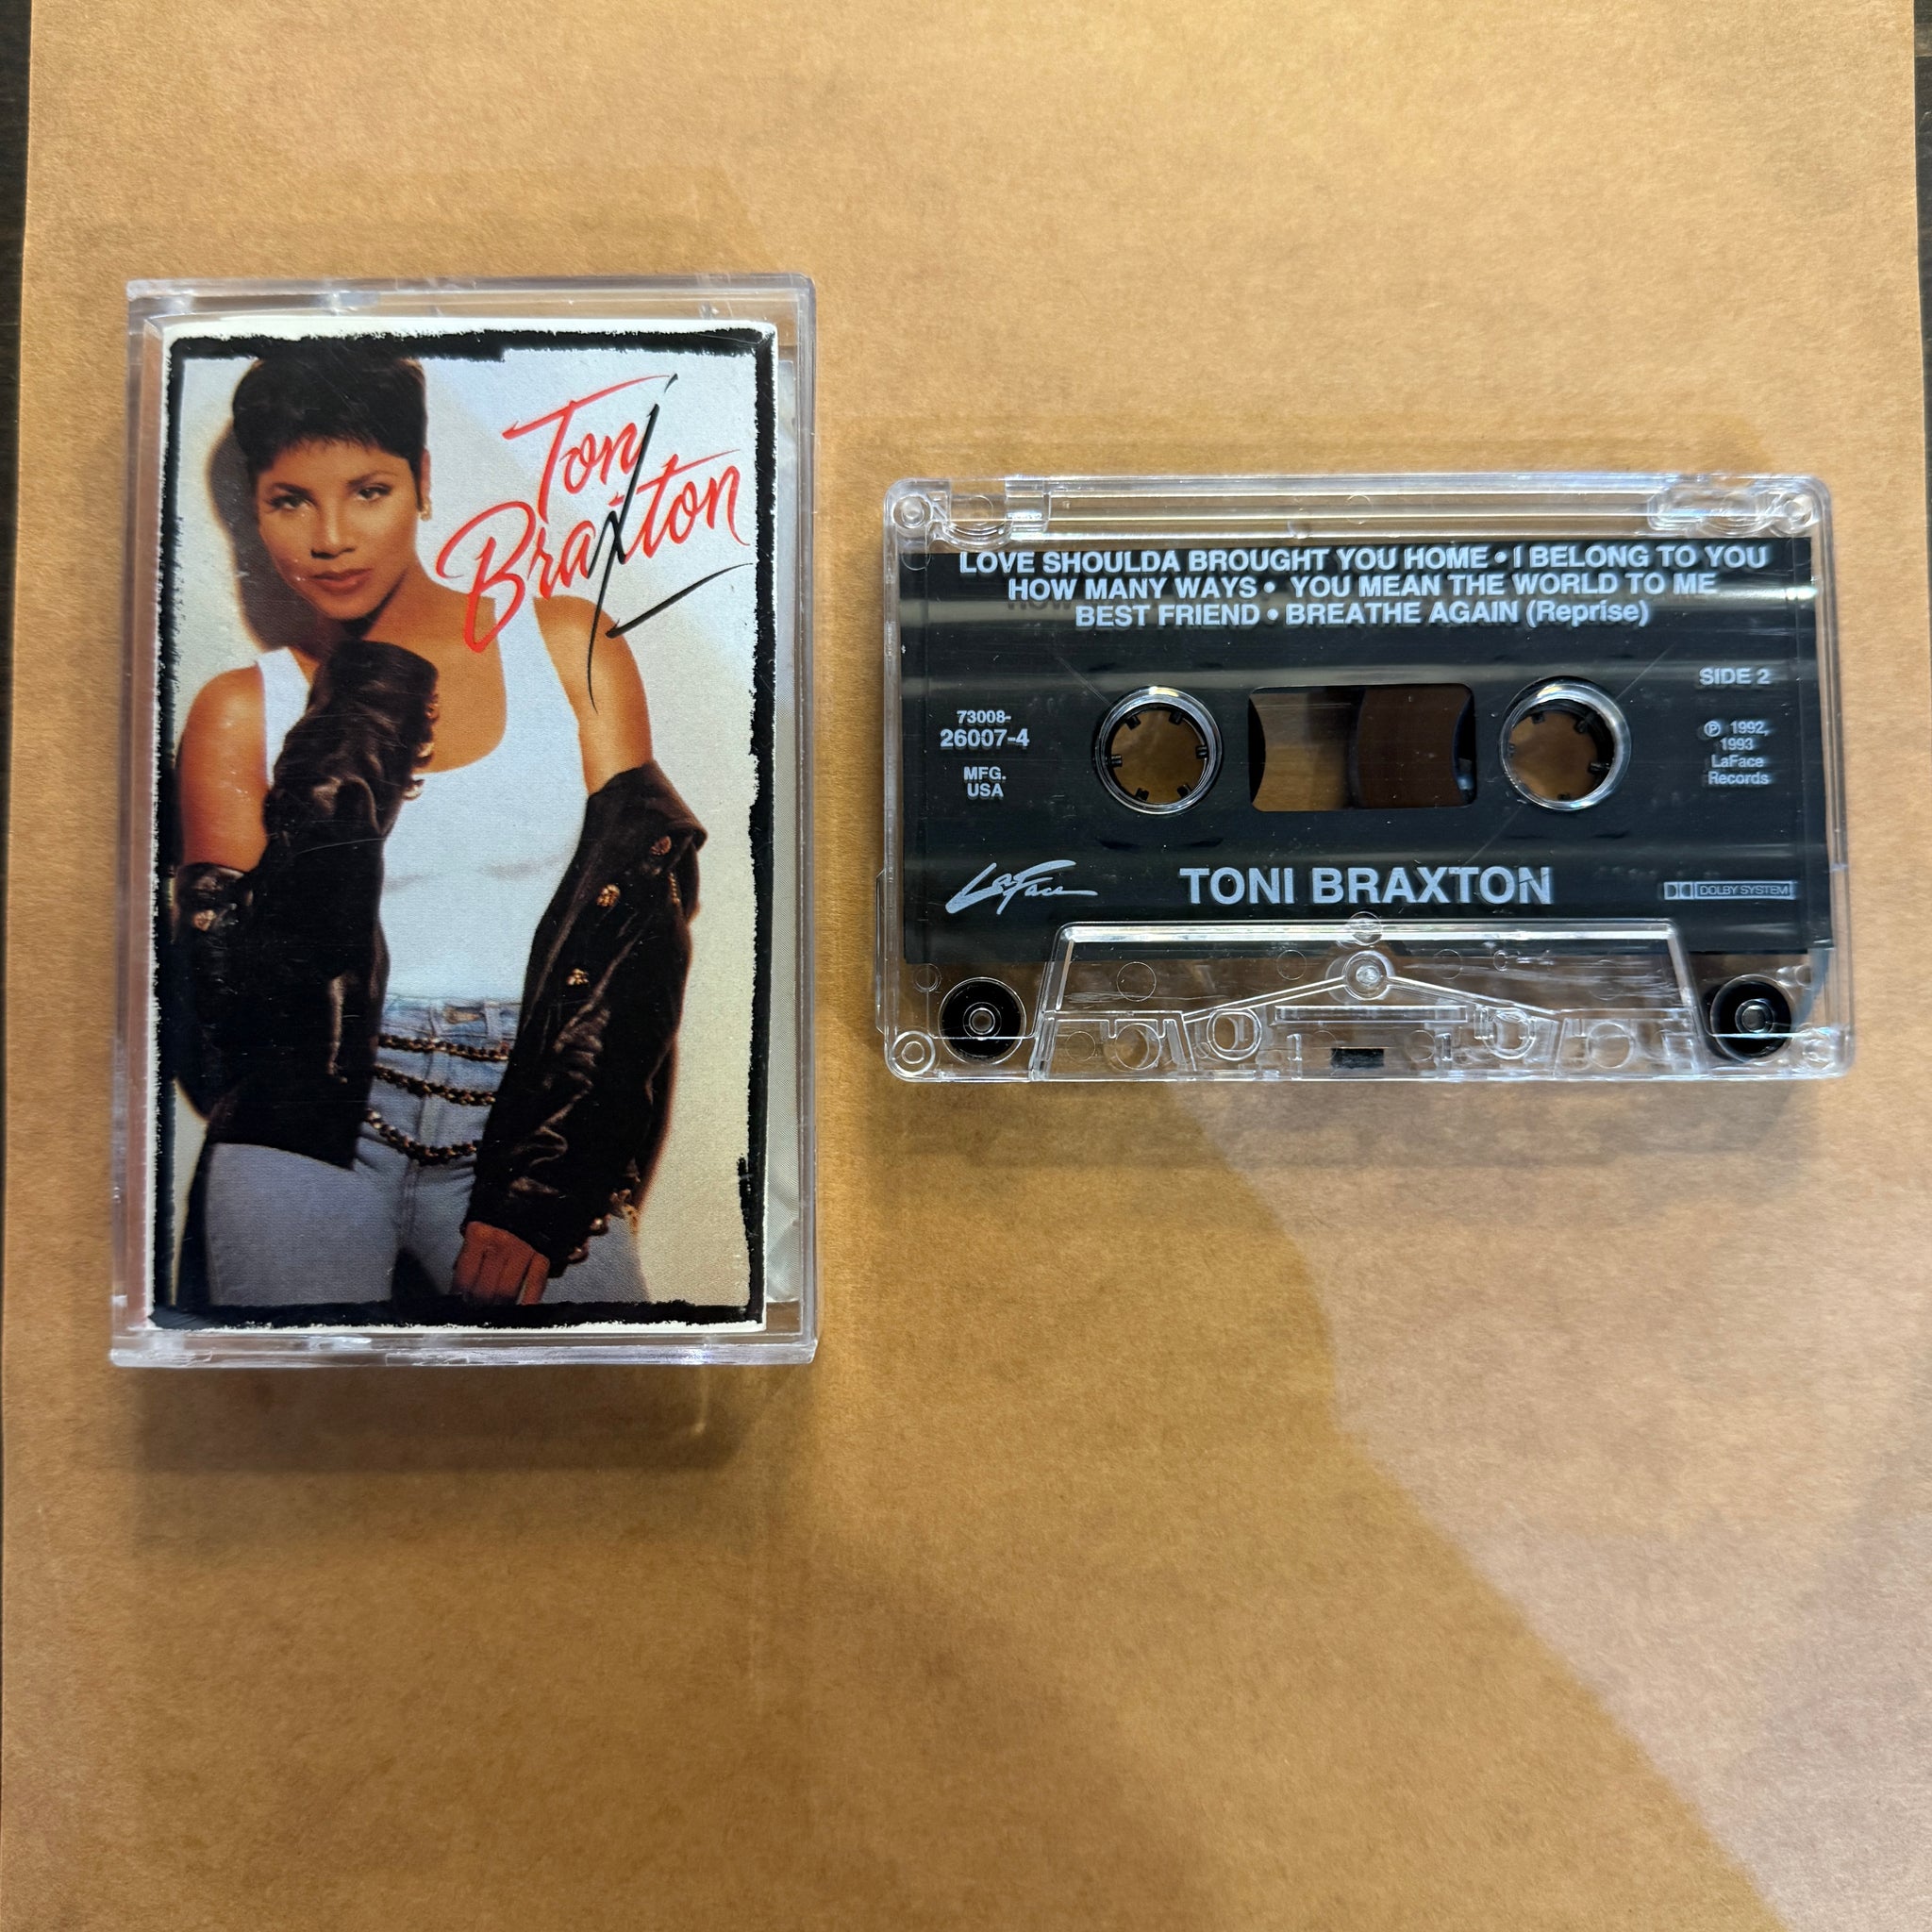 Toni
Braxton
LOVE SHOULDA BROUGHT YOU HOME • I BELONG TO YOU
HOW MANY WAYS • YOU MEAN THE WORLD TO ME
BEST FRIEND • BREATHE AGAIN (Reprise)
SIDE 2
73008-
26007-4
MFG.
USA
℗ 1992,
1993
LaFace
Records
LaFace
TONI BRAXTON
DOLBY SYSTEM